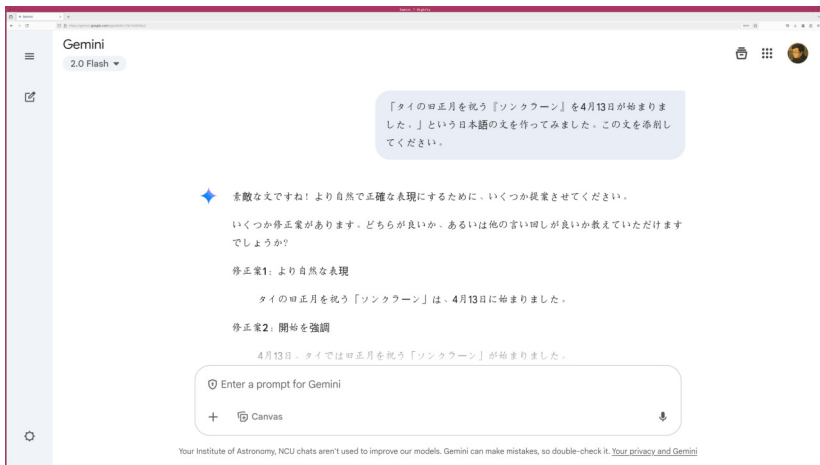 Gemini
2.0 Flash
「タイの旧正月を祝う『ソンクラーン』を4月13日が始まりま
した。」という日本語の文を作ってみました。この文を添削し
てください。
素敵な文ですね！より自然で正確な表現にするために、いくつか提案させてください。
いくつか修正案があります。どちらが良いか、あるいは他の言い回しが良いか教えていただけます
でしょうか?
修正案1：より自然な表現
タイの旧正月を祝う「ソンクラーン」は、4月13日に始まりました。
修正案2：開始を強調
4月13日、タイでは旧正月を祝う「ソンクラーン」が始まりました。
Enter a prompt for Gemini
Canvas
Your Institute of Astronomy, NCU chats aren't used to improve our models. Gemini can make mistakes, so double-check it. Your privacy and Gemini